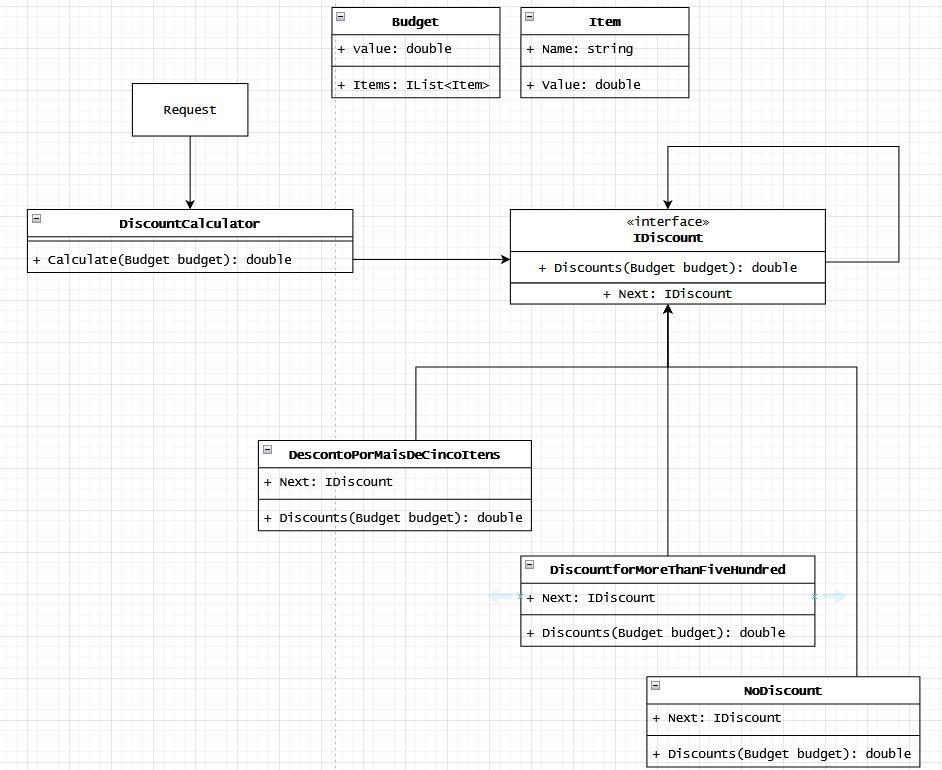 Budget
+ value: double
+ Items: IList<Item>
Item
+ Name: string
+ Value: double
Request
DiscountCalculator
+ Calculate(Budget budget): double
«interface»
IDiscount
+ Discounts(Budget budget): double
+ Next: IDiscount
DescontoPorMaisDeCincoItens
+ Next: IDiscount
+ Discounts(Budget budget): double
DiscountforMoreThanFiveHundred
+ Next: IDiscount
+ Discounts(Budget budget): double
NoDiscount
+ Next: IDiscount
+ Discounts(Budget budget): double